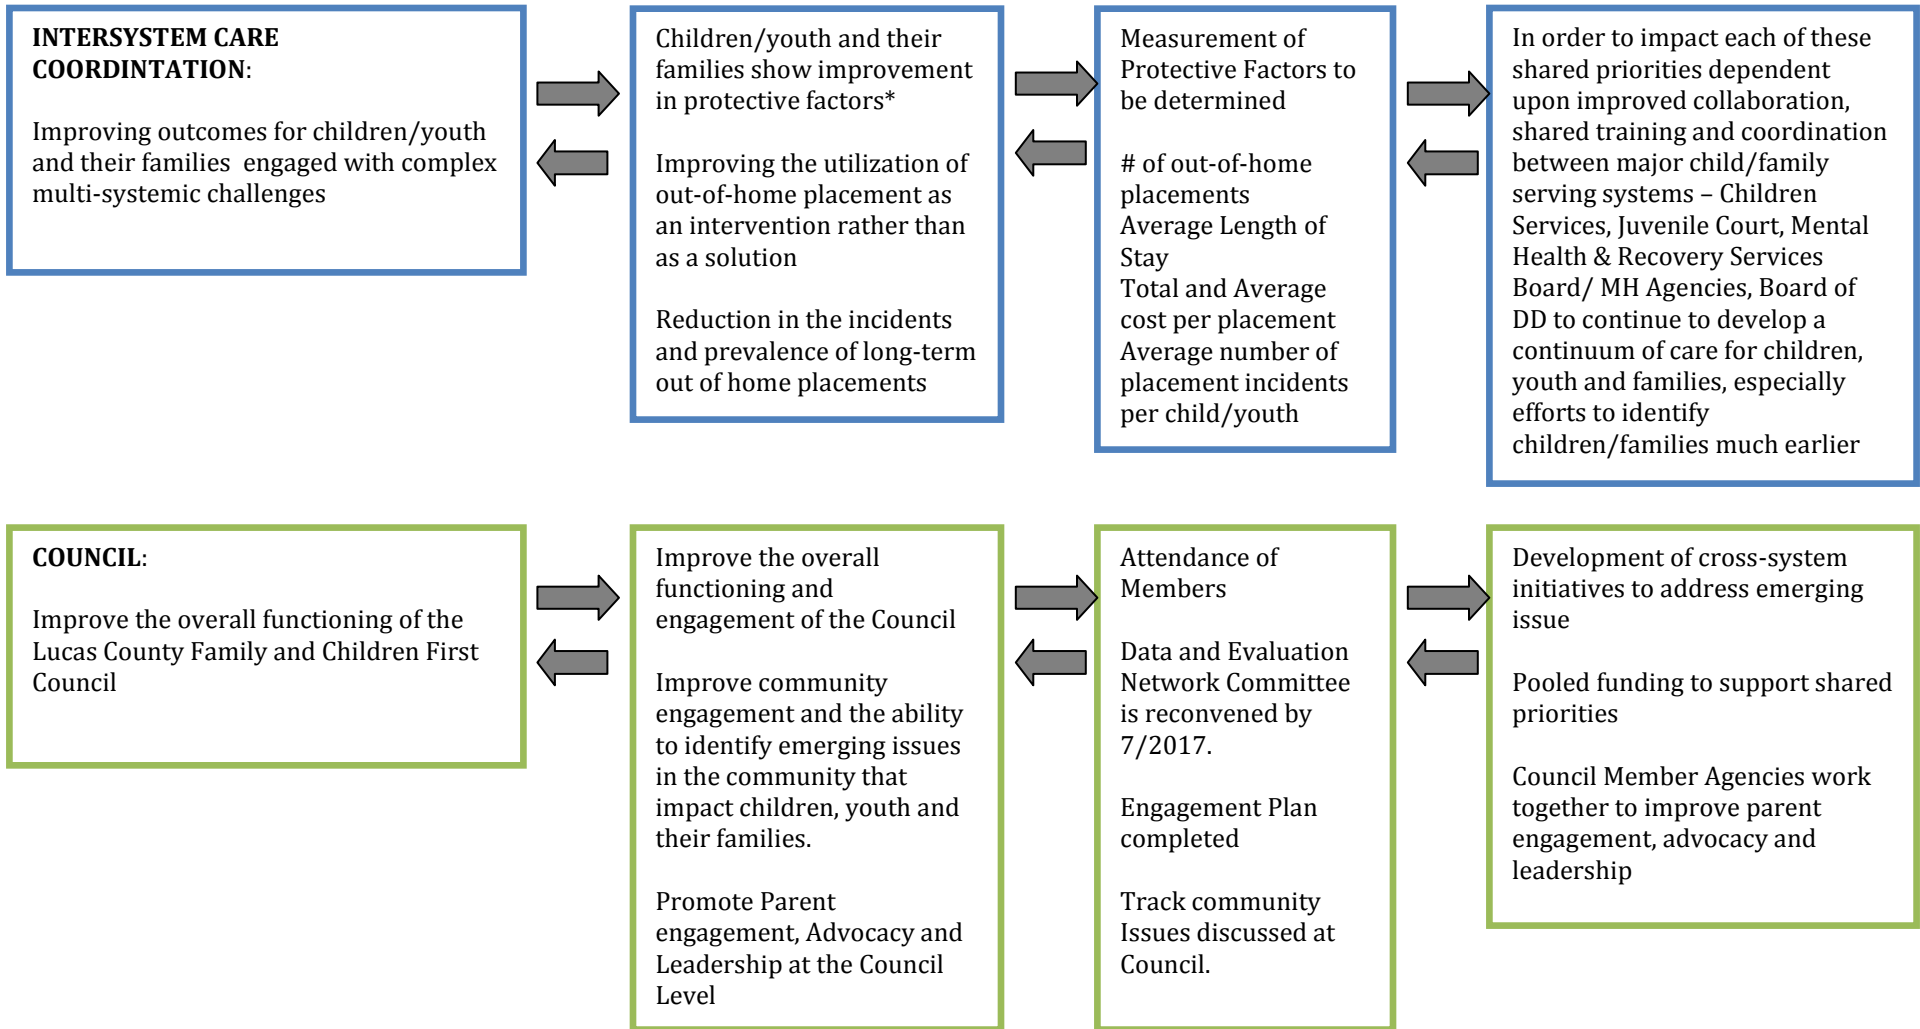 INTERSYSTEM CARE
COORDINTATION:
Improving outcomes for children/youth
and their families  engaged with complex
multi-systemic challenges
Children/youth and their
families show improvement
in protective factors*
Improving the utilization of
out-of-home placement as
an intervention rather than
as a solution
Reduction in the incidents
and prevalence of long-term
out of home placements
Measurement of
Protective Factors to
be determined
# of out-of-home
placements
Average Length of
Stay
Total and Average
cost per placement
Average number of
placement incidents
per child/youth
In order to impact each of these
shared priorities dependent
upon improved collaboration,
shared training and coordination
between major child/family
serving systems – Children
Services, Juvenile Court, Mental
Health & Recovery Services
Board/ MH Agencies, Board of
DD to continue to develop a
continuum of care for children,
youth and families, especially
efforts to identify
children/families much earlier
COUNCIL:
Improve the overall functioning of the
Lucas County Family and Children First
Council
Improve the overall
functioning and
engagement of the Council
Improve community
engagement and the ability
to identify emerging issues
in the community that
impact children, youth and
their families.
Promote Parent
engagement, Advocacy and
Leadership at the Council
Level
Attendance of
Members
Data and Evaluation
Network Committee
is reconvened by
7/2017.
Engagement Plan
completed
Track community
Issues discussed at
Council.
Development of cross-system
initiatives to address emerging
issue
Pooled funding to support shared
priorities
Council Member Agencies work
together to improve parent
engagement, advocacy and
leadership